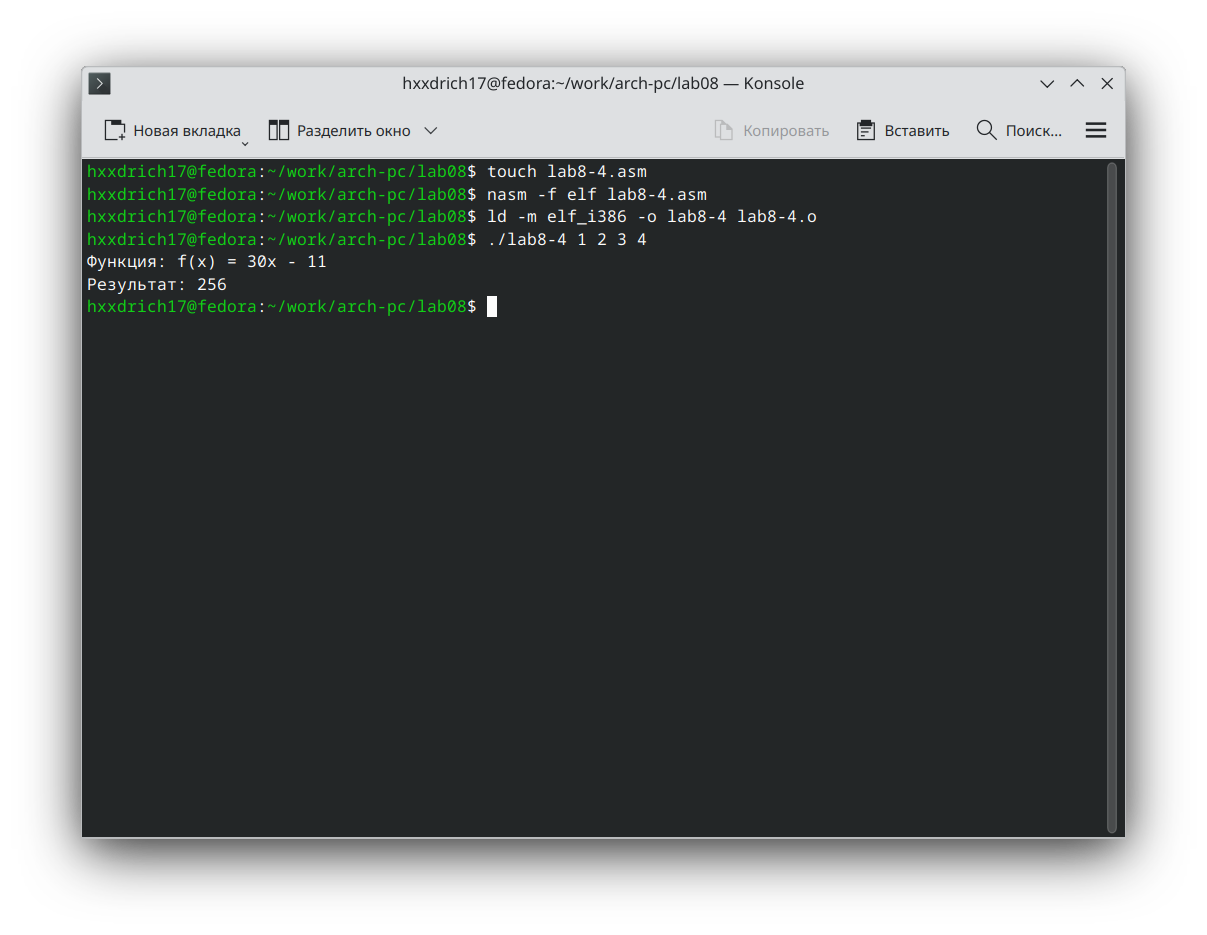 hxxdrich17@fedora:~/work/arch-pc/lab08 — Konsole
Новая вкладка Разделить окно Копировать Вставить Поиск...
hxxdrich17@fedora:~/work/arch-pc/lab08$ touch lab8-4.asm
hxxdrich17@fedora:~/work/arch-pc/lab08$ nasm -f elf lab8-4.asm
hxxdrich17@fedora:~/work/arch-pc/lab08$ ld -m elf_i386 -o lab8-4 lab8-4.o
hxxdrich17@fedora:~/work/arch-pc/lab08$ ./lab8-4 1 2 3 4
Функция: f(x) = 30x - 11
Результат: 256
hxxdrich17@fedora:~/work/arch-pc/lab08$